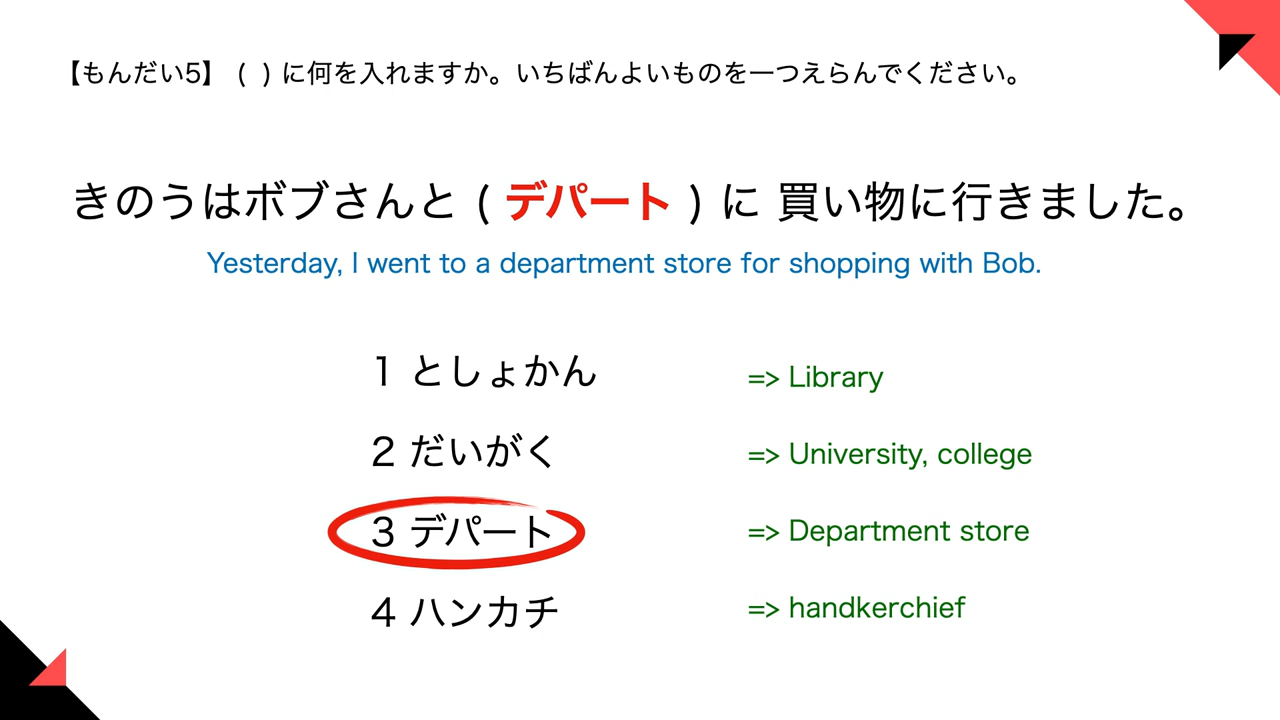 【もんだい5】 ( ) に何を入れますか。いちばんよいものを一つえらんでください。
きのうはボブさんと ( デパート ) に 買い物に行きました。
Yesterday, I went to a department store for shopping with Bob.
1 としょかん => Library
2 だいがく => University, college
3 デパート => Department store
4 ハンカチ => handkerchief